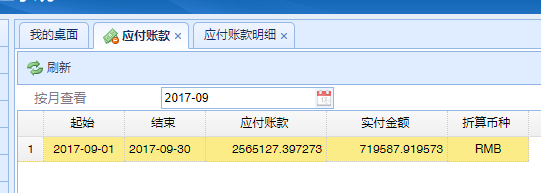 我的桌面 应付账款 × 应付账款明细 ×
刷新
按月查看 2017-09
起始 结束 应付账款 实付金额 折算币种
1 2017-09-01 2017-09-30 2565127.397273 719587.919573 RMB